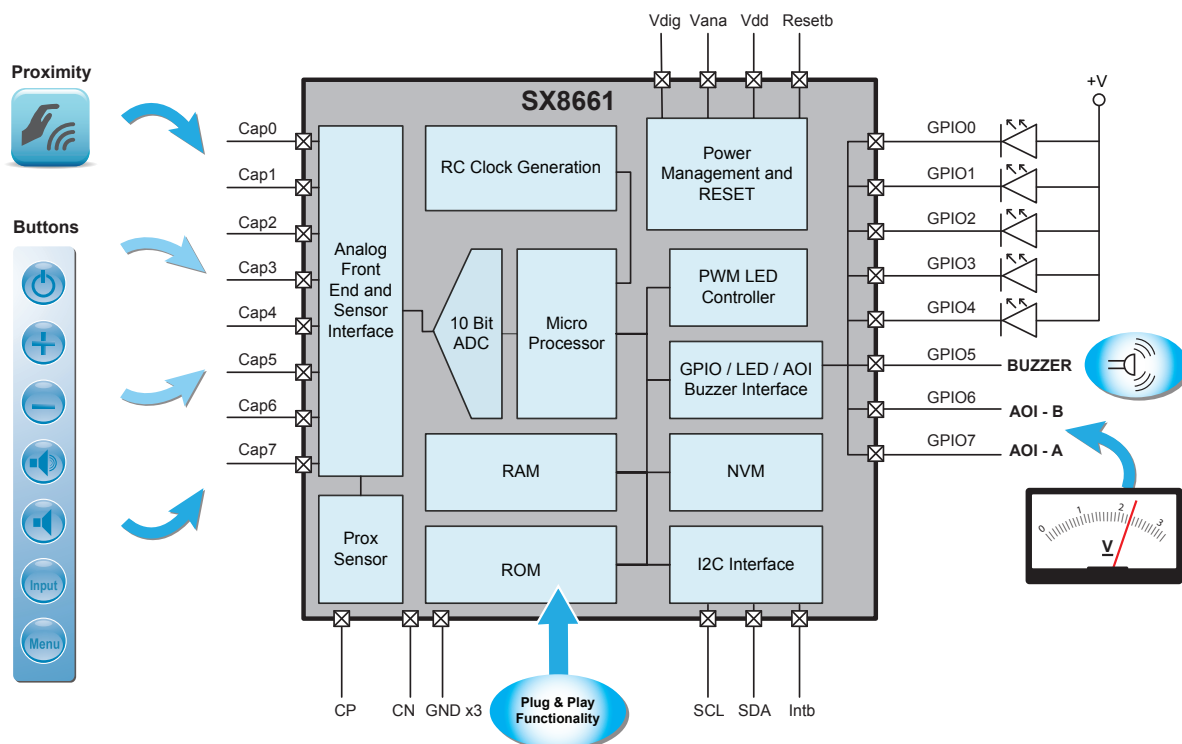 Vdig Vana Vdd Resetb
Proximity
SX8661
+V
Cap0
Cap1
Cap2
Cap3
Cap4
Cap5
Cap6
Cap7
Buttons
Input
Menu
Analog
Front
End and
Sensor
Interface
RC Clock Generation
Power
Management and
RESET
10 Bit
ADC
Micro
Processor
PWM LED
Controller
GPIO / LED / AOI
Buzzer Interface
RAM
NVM
Prox
Sensor
ROM
I2C Interface
GPIO0
GPIO1
GPIO2
GPIO3
GPIO4
GPIO5
BUZZER
GPIO6
AOI - B
GPIO7
AOI - A
0 1 2 3
V
CP CN GND x3
Plug & Play
Functionality
SCL SDA Intb